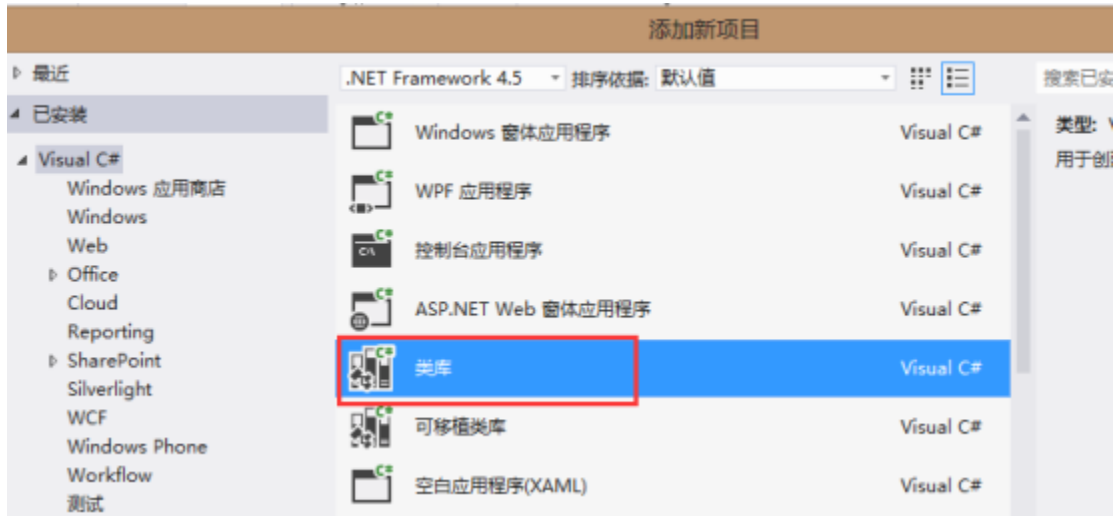 添加新项目
最近
.NET Framework 4.5 排序依据: 默认值
搜索已安
已安装
Visual C#
Windows 应用商店
Windows
Web
Office
Cloud
Reporting
SharePoint
Silverlight
WCF
Windows Phone
Workflow
测试
Windows 窗体应用程序 Visual C#
WPF 应用程序 Visual C#
控制台应用程序 Visual C#
ASP.NET Web 窗体应用程序 Visual C#
类库 Visual C#
可移植类库 Visual C#
空白应用程序(XAML) Visual C#
类型:
用于创